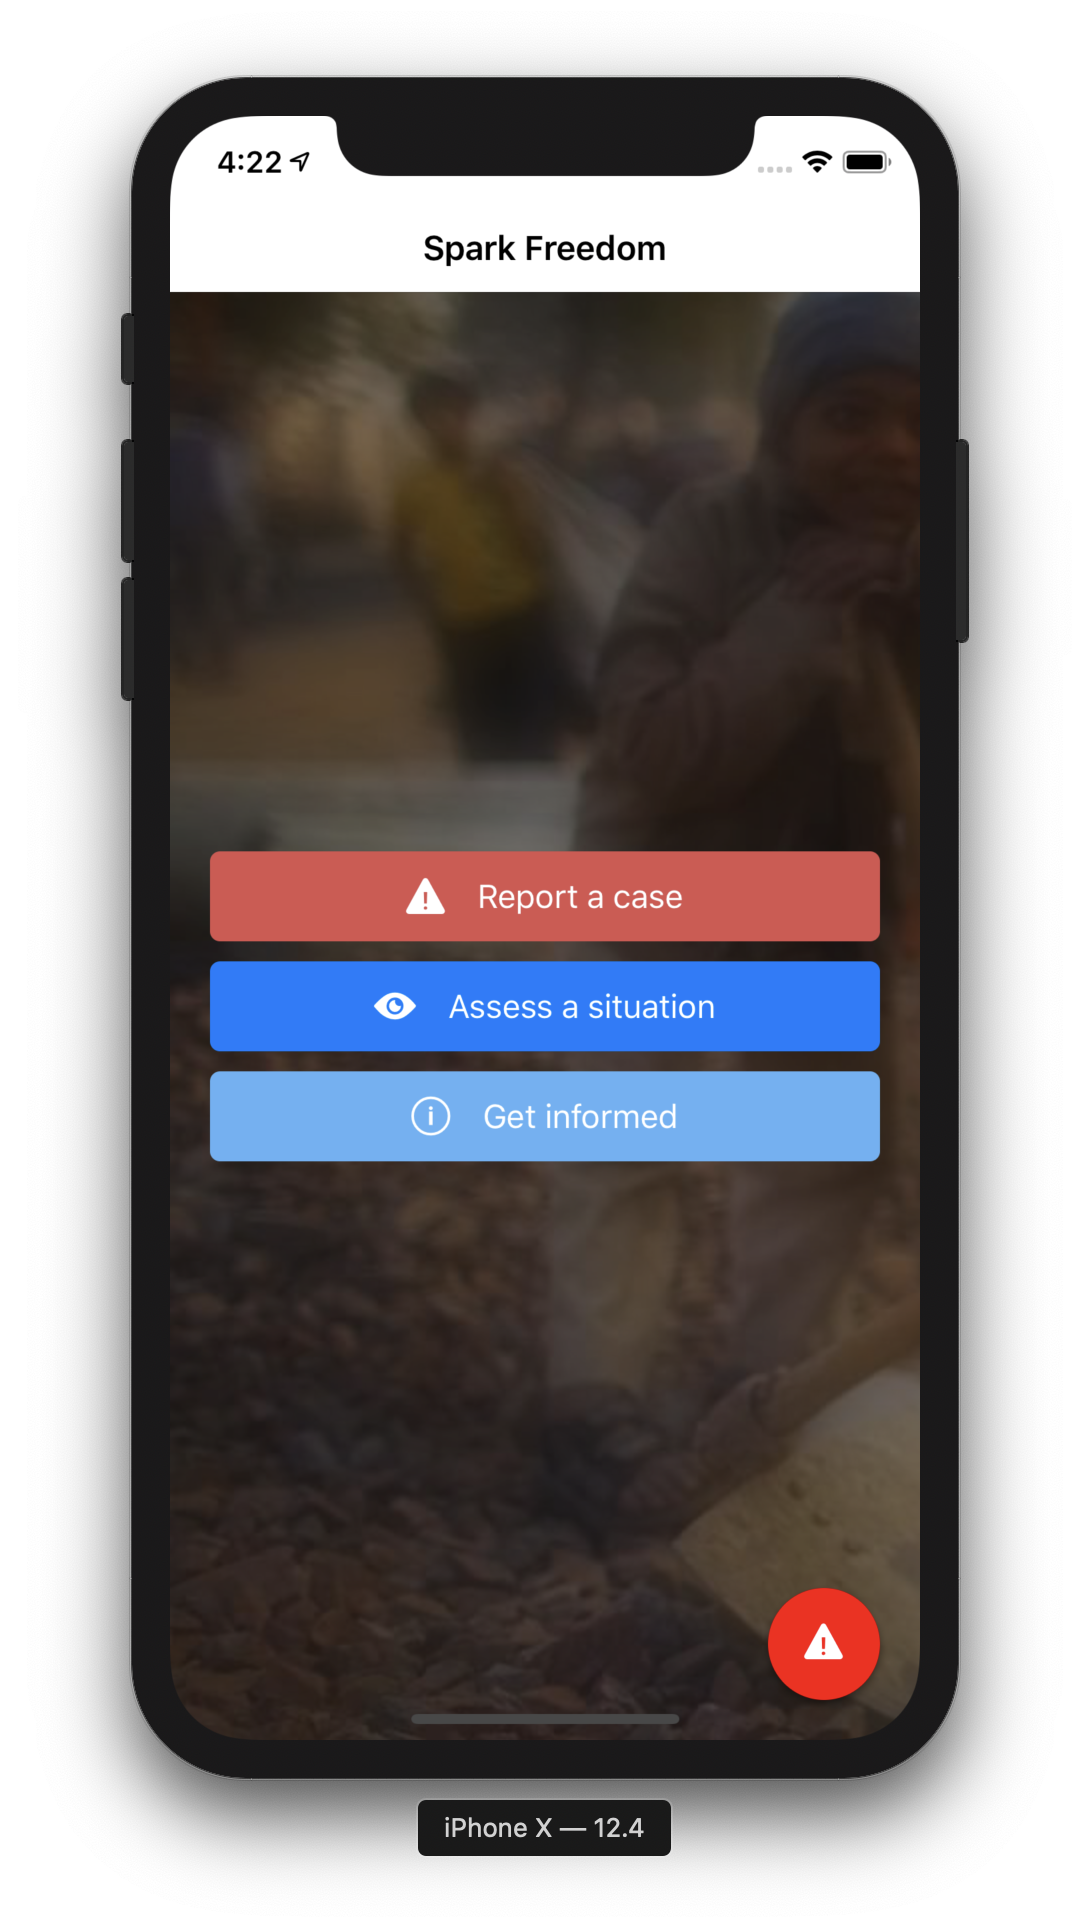 4:22
Spark Freedom
Report a case
Assess a situation
Get informed
iPhone X — 12.4